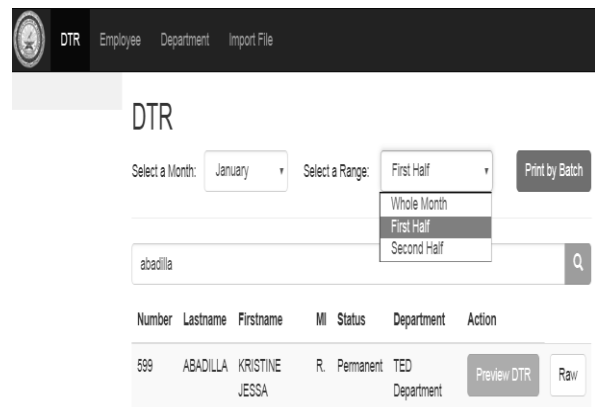 DTR Employee Department Import File
DTR
Select a Month: January Select a Range: First Half Print by Batch
Whole Month
First Half
Second Half
abadilla
Number Lastname Firstname MI Status Department Action
599 ABADILLA KRISTINE R. Permanent TED Preview DTR Raw
JESSA Department